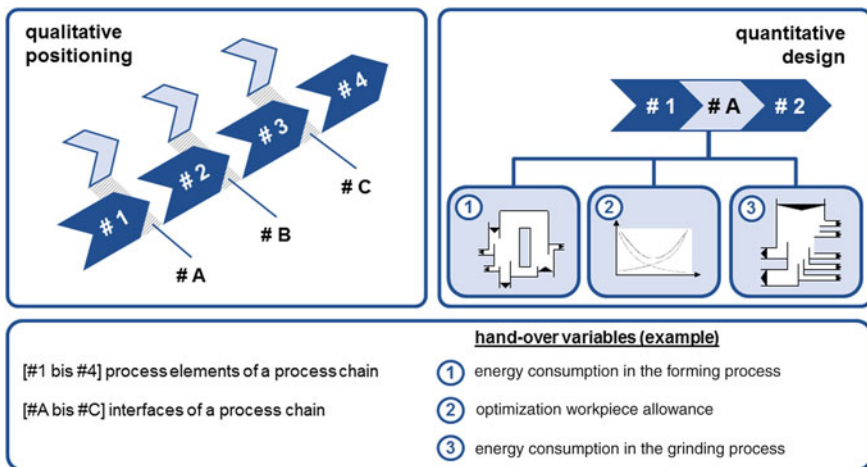 qualitative
positioning
# 1
# 2
# 3
# 4
# A
# B
# C
quantitative
design
# 1
# A
# 2
1
2
3
[#1 bis #4] process elements of a process chain
[#A bis #C] interfaces of a process chain
hand-over variables (example)
1 energy consumption in the forming process
2 optimization workpiece allowance
3 energy consumption in the grinding process